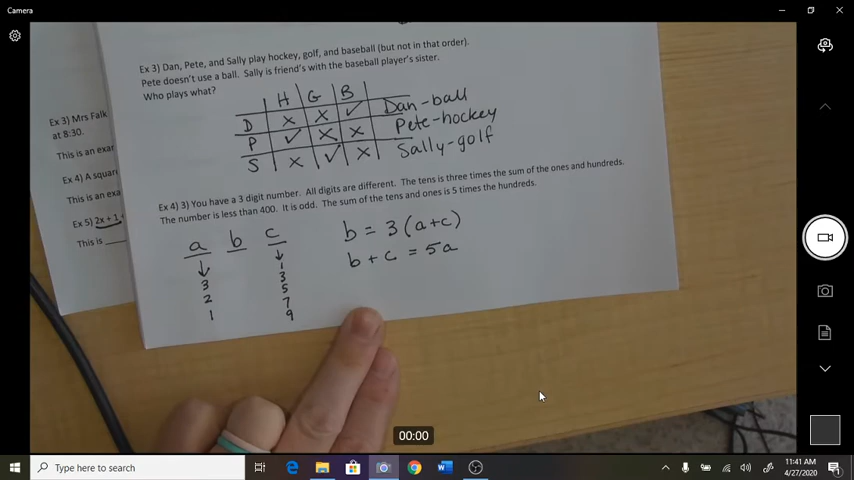 Camera
Ex 3) Dan, Pete, and Sally play hockey, golf, and baseball (but not in that order).
Pete doesn't use a ball. Sally is friend's with the baseball player's sister.
Who plays what?
H G B
D x x ✓
P ✓ x x
S x ✓ x
Dan-ball
Pete-hockey
Sally-golf
Ex 3) Mrs Falk
at 8:30.
This is an exar
Ex 4) A square
This is an exa
Ex 5) 2x + 1
This is
Ex 4) 3) You have a 3 digit number. All digits are different. The tens is three times the sum of the ones and hundreds.
The number is less than 400. It is odd. The sum of the tens and ones is 5 times the hundreds.
a b c
3
2
1
1
3
5
7
9
b = 3 (a+c)
b + c = 5a
00:00
Type here to search
11:41 AM
4/27/2020